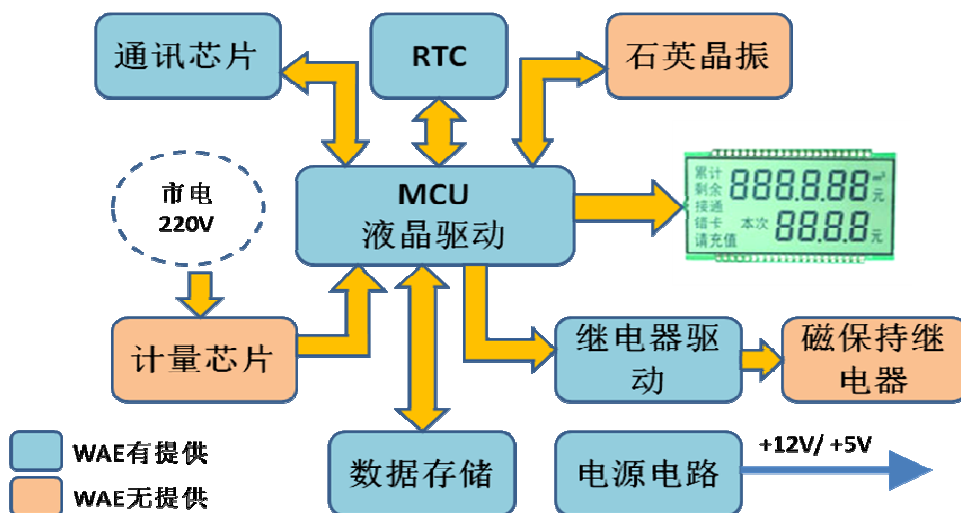 通讯芯片
RTC
石英晶振
市电
220V
MCU
液晶驱动
累计
剩余
接通
错卡
请充值
888.8.88
m³
元
本次
88.8.8
元
计量芯片
继电器驱
动
磁保持继
电器
WAE有提供
WAE无提供
数据存储
电源电路
+12V/ +5V